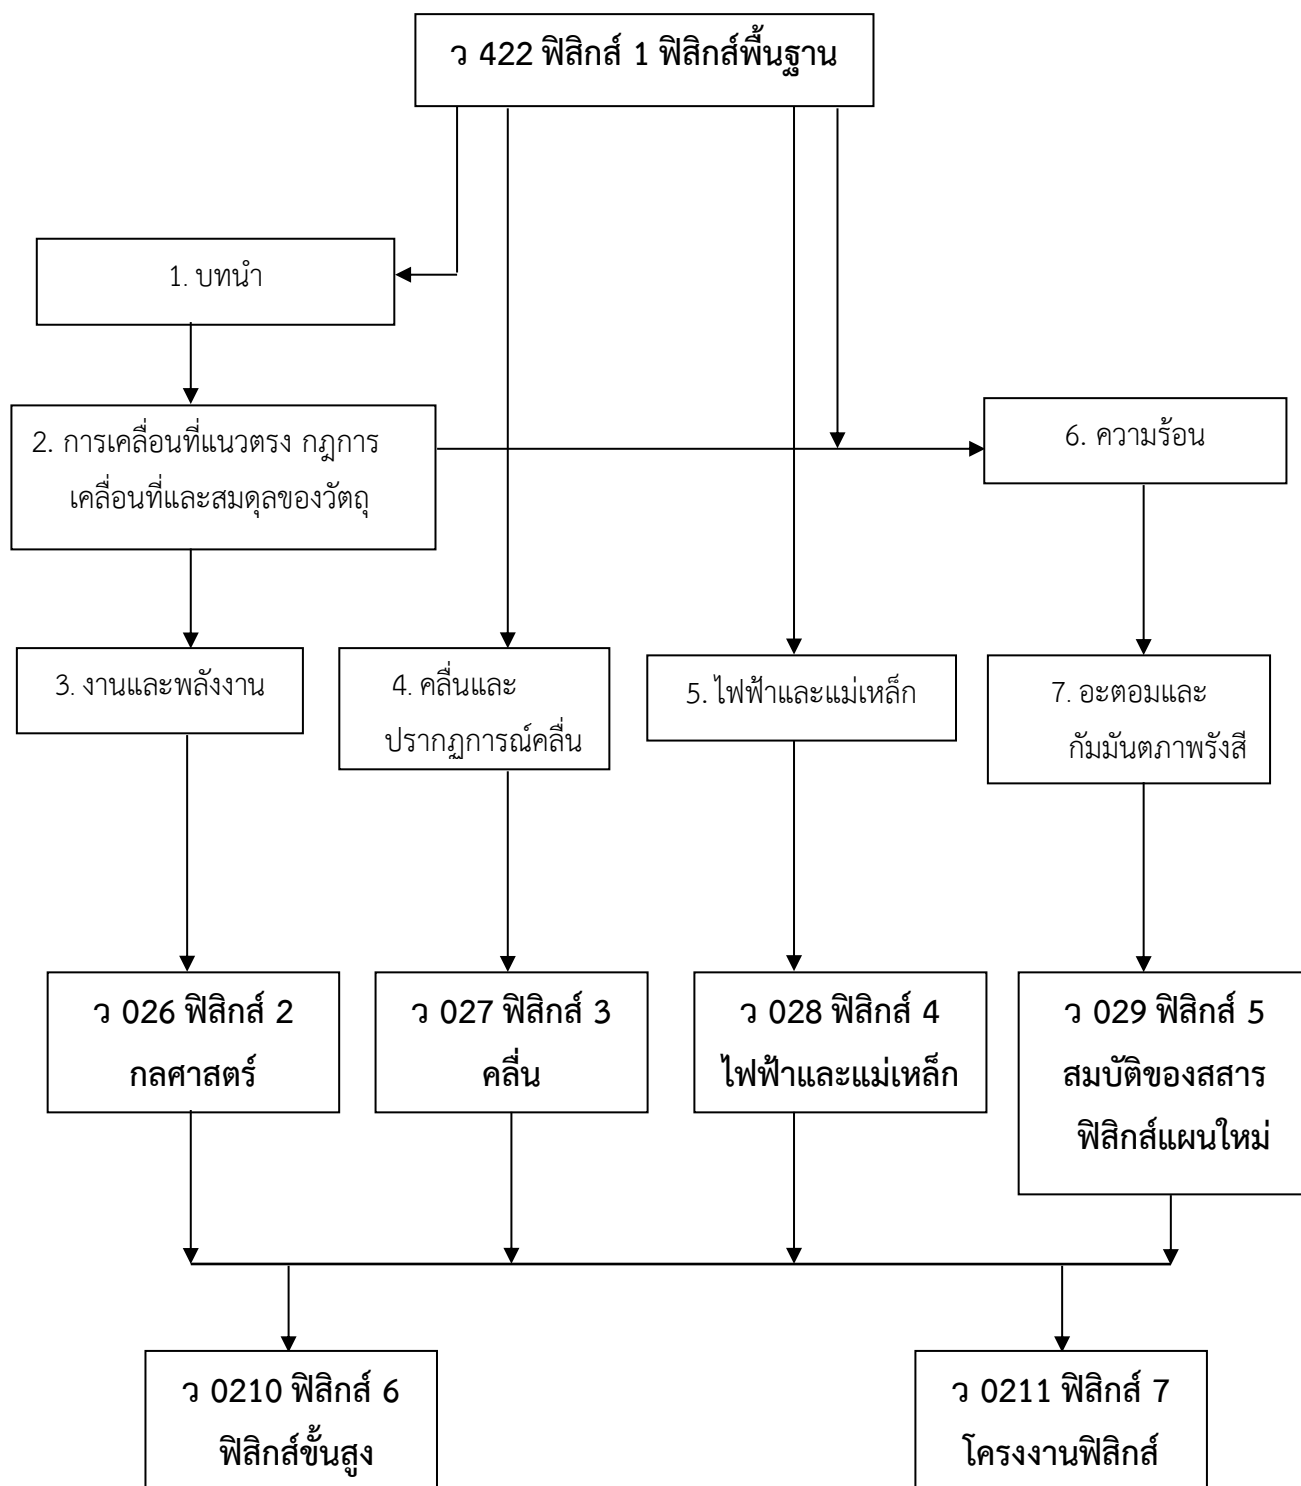 ว 422 ฟิสิกส์ 1 ฟิสิกส์พื้นฐาน
1. บทนำ
2. การเคลื่อนที่แนวตรง กฎการ
เคลื่อนที่และสมดุลของวัตถุ
6. ความร้อน
3. งานและพลังงาน
4. คลื่นและ
ปรากฏการณ์คลื่น
5. ไฟฟ้าและแม่เหล็ก
7. อะตอมและ
กัมมันตภาพรังสี
ว 026 ฟิสิกส์ 2
กลศาสตร์
ว 027 ฟิสิกส์ 3
คลื่น
ว 028 ฟิสิกส์ 4
ไฟฟ้าและแม่เหล็ก
ว 029 ฟิสิกส์ 5
สมบัติของสสาร
ฟิสิกส์แผนใหม่
ว 0210 ฟิสิกส์ 6
ฟิสิกส์ขั้นสูง
ว 0211 ฟิสิกส์ 7
โครงงานฟิสิกส์